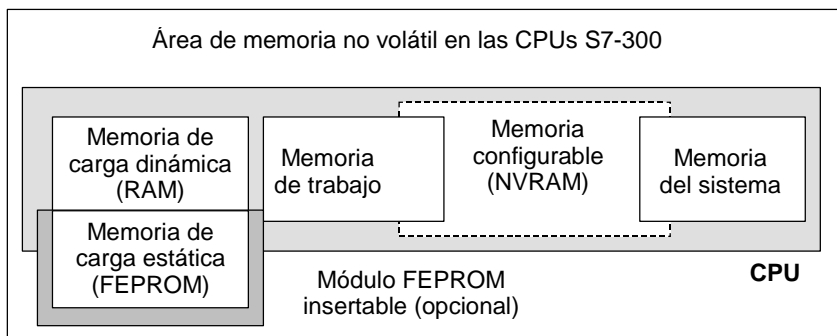 Área de memoria no volátil en las CPUs S7-300
Memoria de
carga dinámica
(RAM)
Memoria
de trabajo
Memoria
configurable
(NVRAM)
Memoria
del sistema
Memoria de
carga estática
(FEPROM)
Módulo FEPROM
insertable (opcional)
CPU